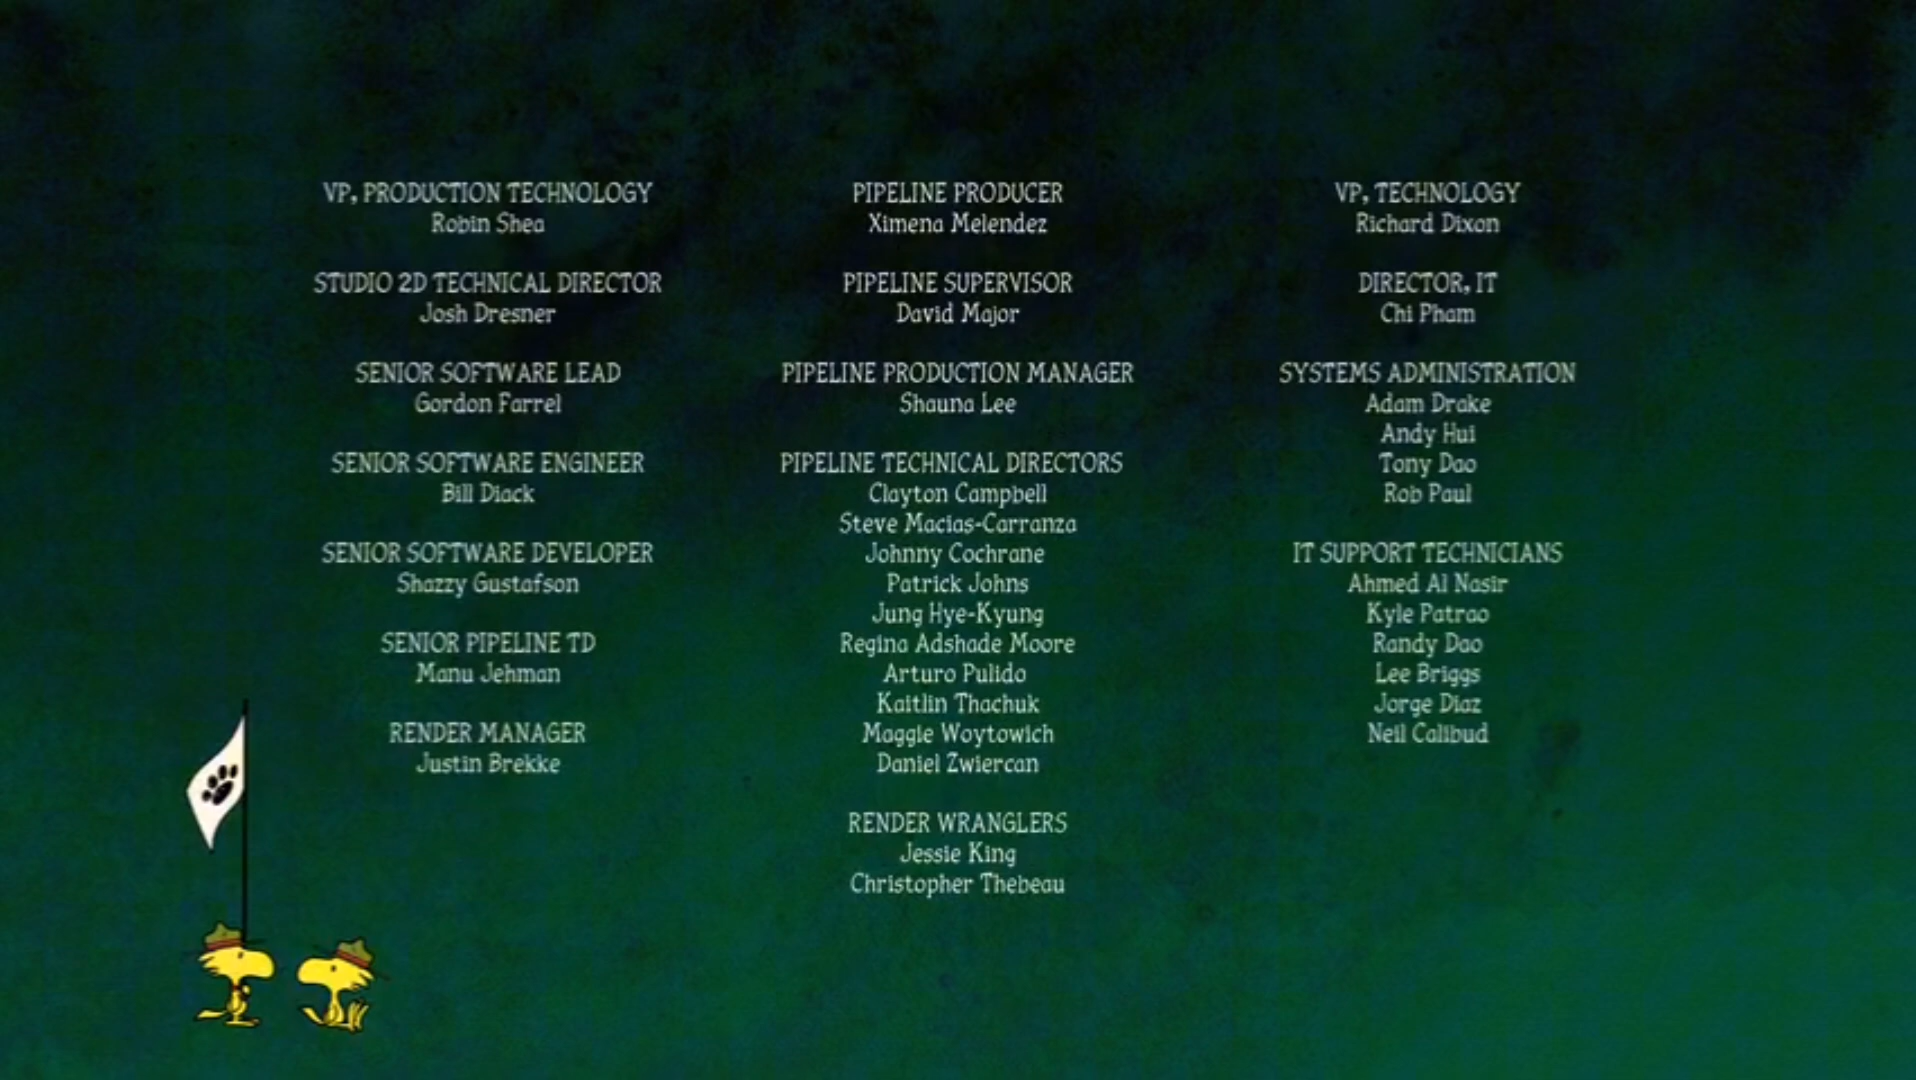 VP, PRODUCTION TECHNOLOGY
Robin Shea
STUDIO 2D TECHNICAL DIRECTOR
Josh Dresner
SENIOR SOFTWARE LEAD
Gordon Farrel
SENIOR SOFTWARE ENGINEER
Bill Diack
SENIOR SOFTWARE DEVELOPER
Shazzy Gustafson
SENIOR PIPELINE TD
Manu Jehman
RENDER MANAGER
Justin Brekke
PIPELINE PRODUCER
Ximena Melendez
PIPELINE SUPERVISOR
David Major
PIPELINE PRODUCTION MANAGER
Shauna Lee
PIPELINE TECHNICAL DIRECTORS
Clayton Campbell
Steve Macias-Carranza
Johnny Cochrane
Patrick Johns
Jung Hye-Kyung
Regina Adshade Moore
Arturo Pulido
Kaitlin Thachuk
Maggie Woytowich
Daniel Zwiercan
RENDER WRANGLERS
Jessie King
Christopher Thebeau
VP, TECHNOLOGY
Richard Dixon
DIRECTOR, IT
Chi Pham
SYSTEMS ADMINISTRATION
Adam Drake
Andy Hui
Tony Dao
Rob Paul
IT SUPPORT TECHNICIANS
Ahmed Al Nasir
Kyle Patrao
Randy Dao
Lee Briggs
Jorge Diaz
Neil Calibud